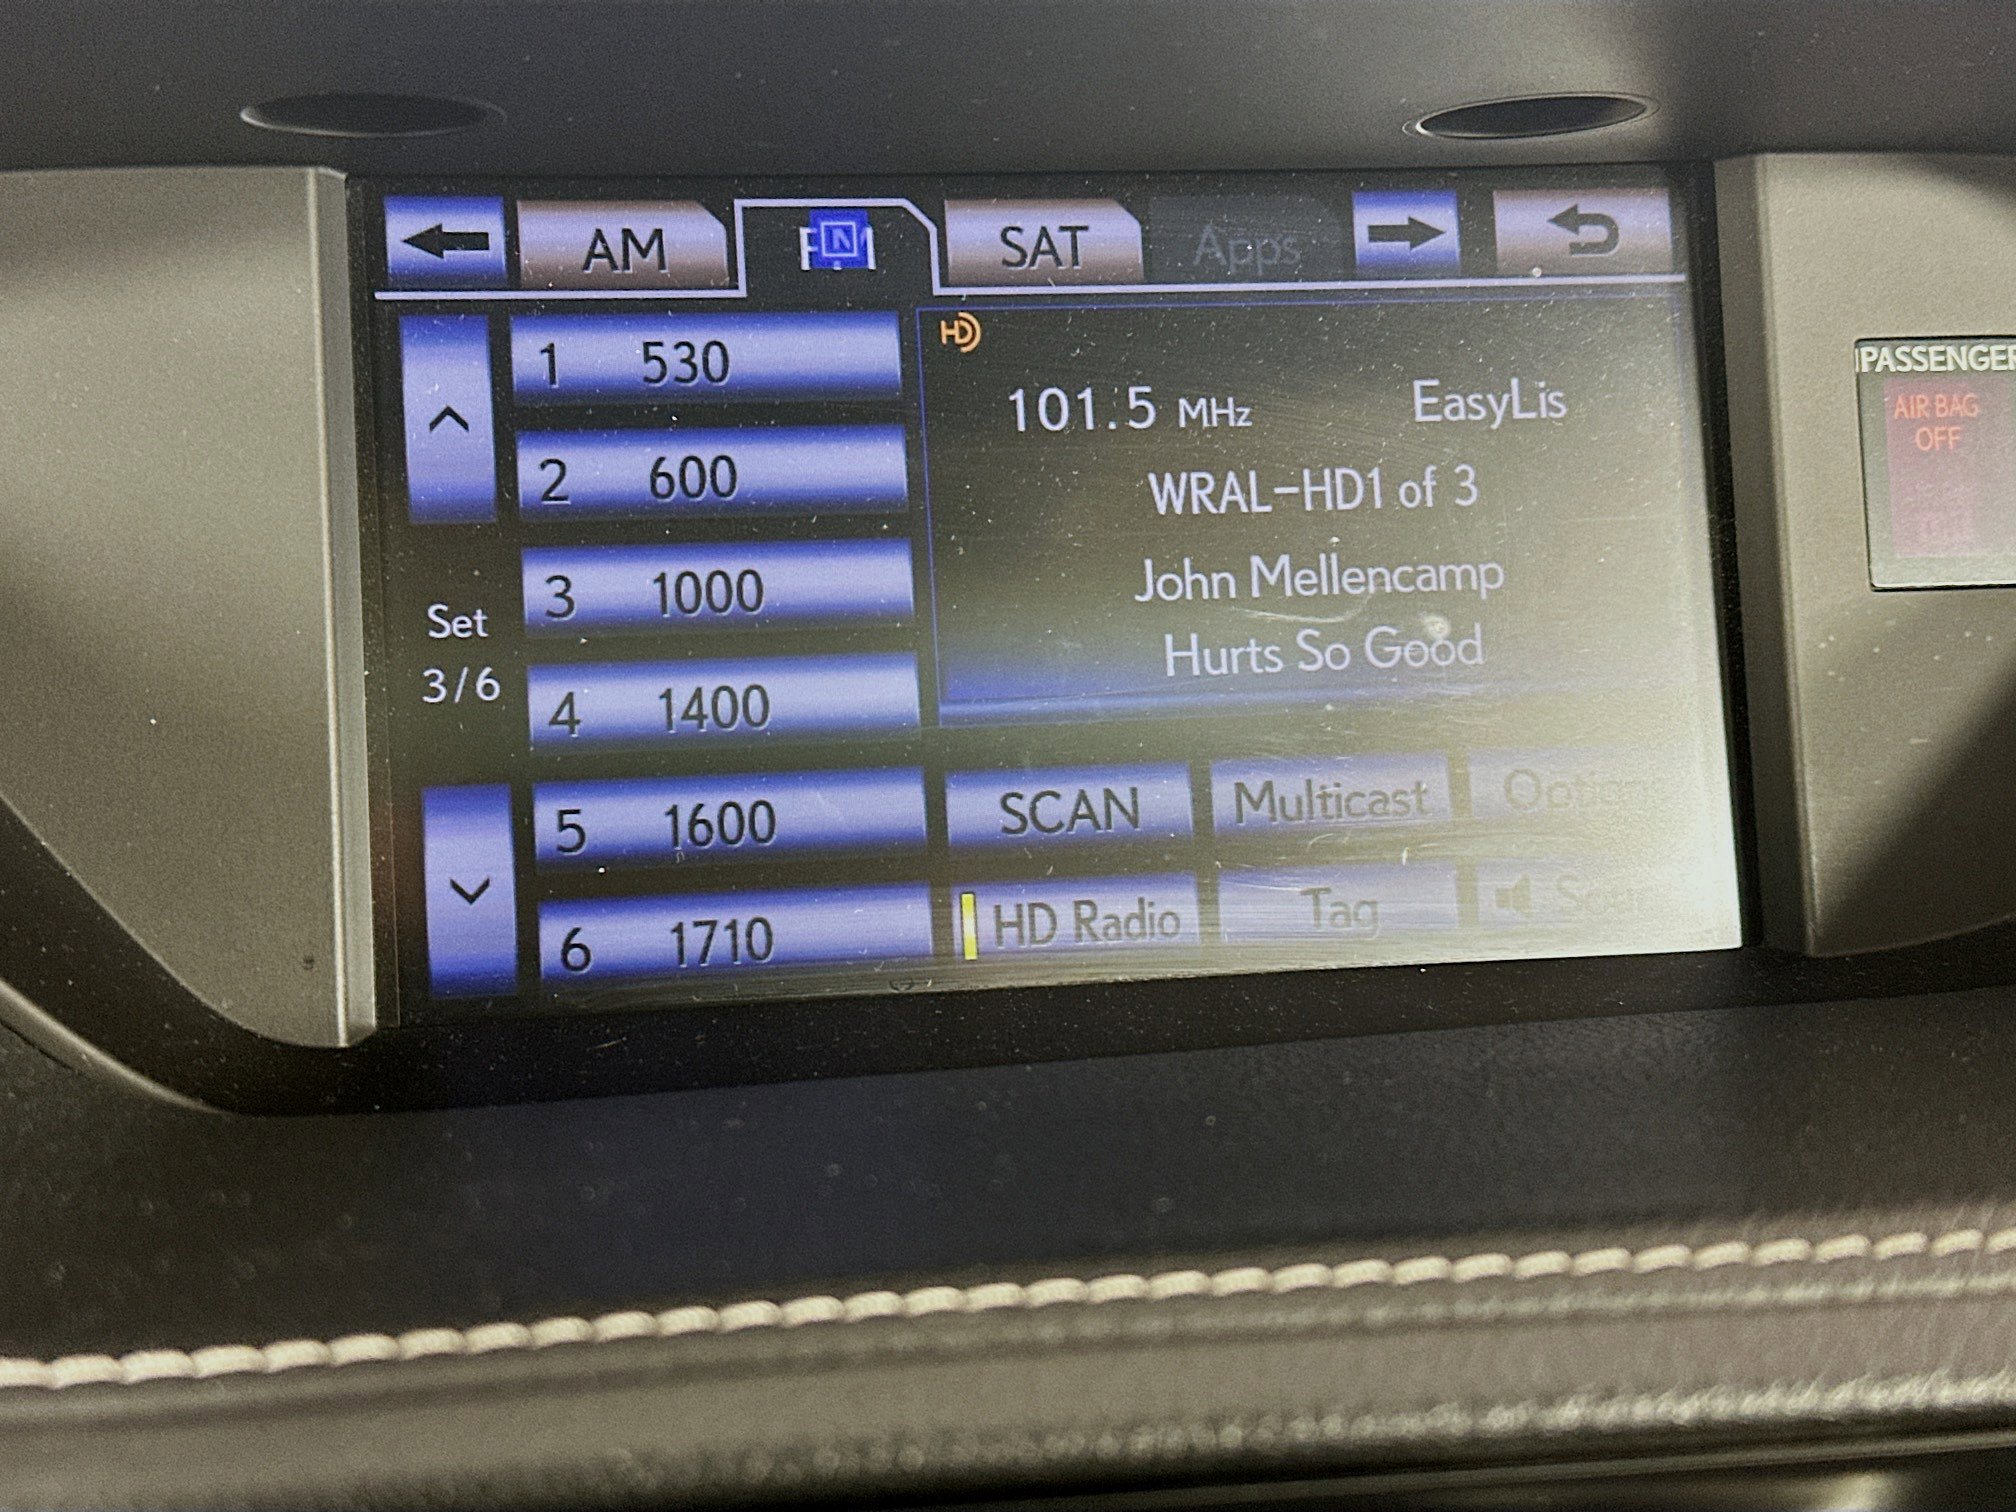 AM
SAT
Apps
HD
1 530
2 600
3 1000
4 1400
5 1600
6 1710
Set
3/6
101.5 MHz EasyLis
WRAL-HD1 of 3
John Mellencamp
Hurts So Good
SCAN Multicast
HD Radio Tag
PASSENGER
AIR BAG
OFF